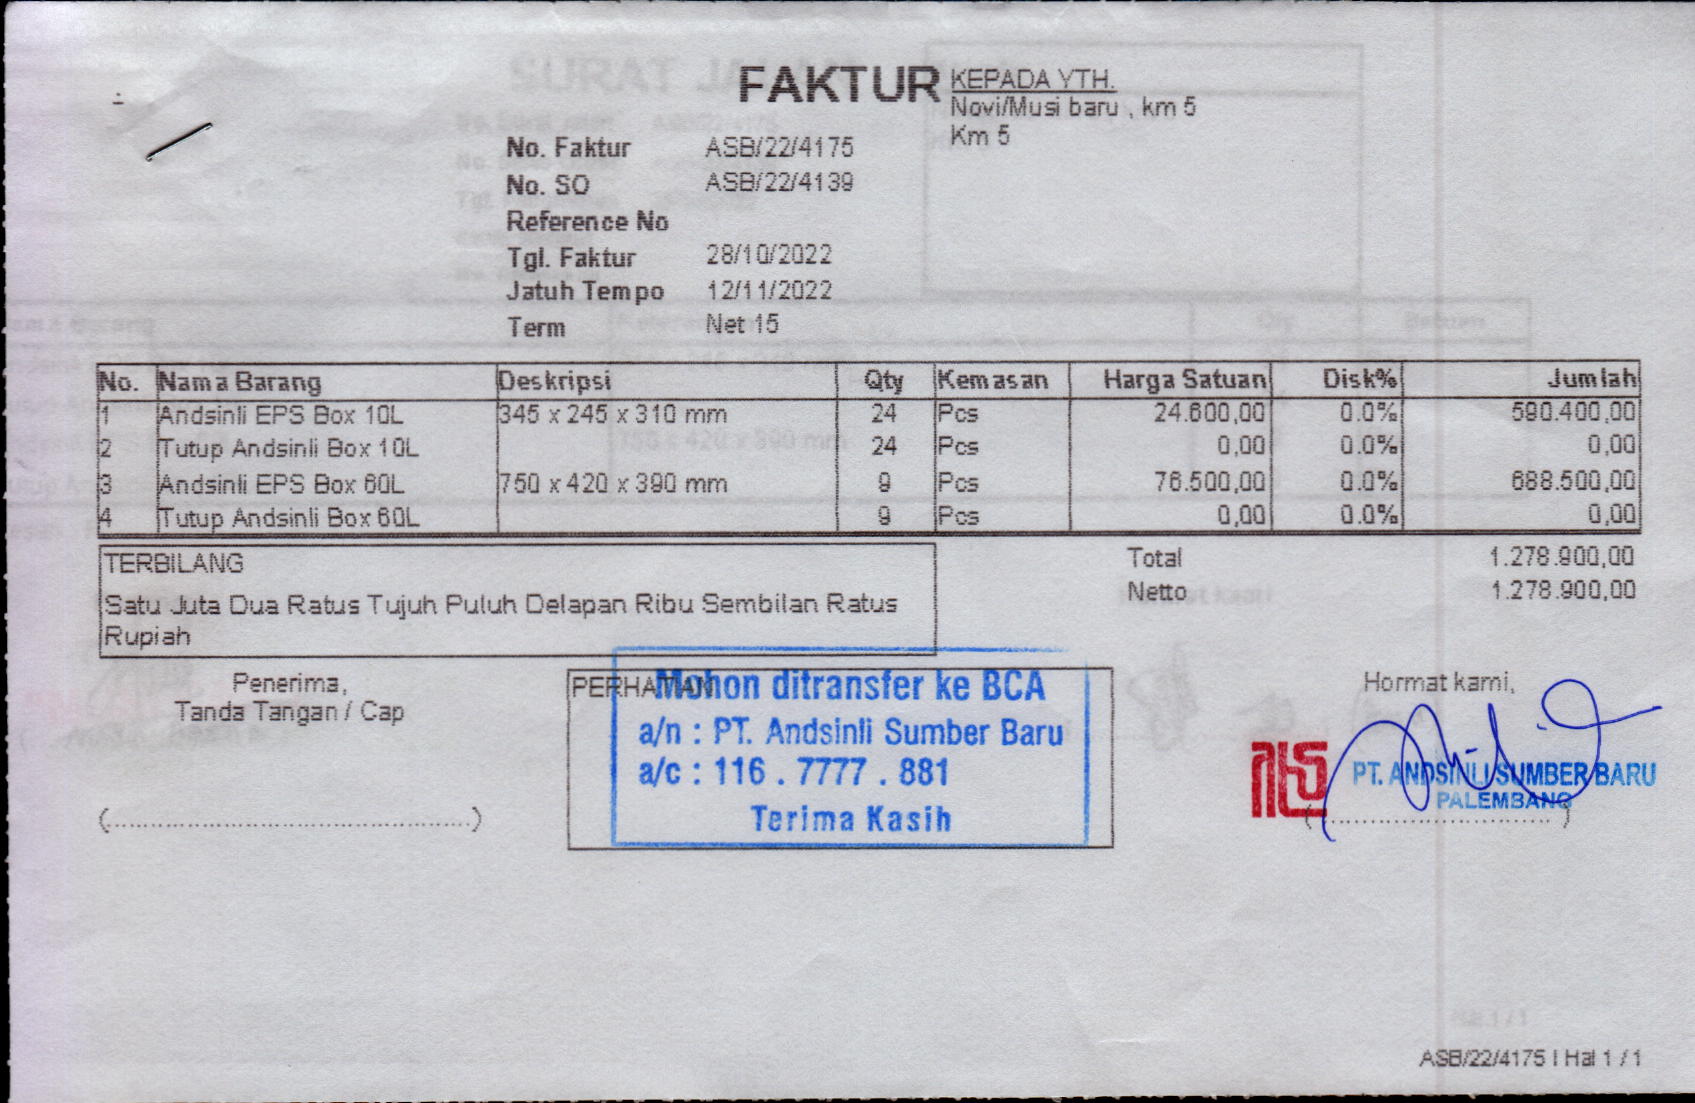 FAKTUR
KEPADA YTH.
Novi/Musi baru , km 5
Km 5
No. Faktur ASB/22/4175
No. SO ASB/22/4139
Reference No
Tgl. Faktur 28/10/2022
Jatuh Tempo 12/11/2022
Term Net 15
No. Nama Barang Deskripsi Qty Kemasan Harga Satuan Disk% Jumlah
1 Andsinli EPS Box 10L 345 x 245 x 310 mm 24 Pcs 24.600,00 0.0% 590.400,00
2 Tutup Andsinli Box 10L 24 Pcs 0,00 0.0% 0,00
3 Andsinli EPS Box 60L 750 x 420 x 390 mm 9 Pcs 76.500,00 0.0% 688.500,00
4 Tutup Andsinli Box 60L 9 Pcs 0,00 0.0% 0,00
TERBILANG
Satu Juta Dua Ratus Tujuh Puluh Delapan Ribu Sembilan Ratus
Rupiah
Total 1.278.900,00
Netto 1.278.900,00
Penerima,
Tanda Tangan / Cap
PERHATIAN
Mohon ditransfer ke BCA
a/n : PT. Andsinli Sumber Baru
a/c : 116 . 7777 . 881
Terima Kasih
Hormat kami,
PT. ANDSINLI SUMBER BARU
PALEMBANG
ASB/22/4175 | Hal 1 / 1